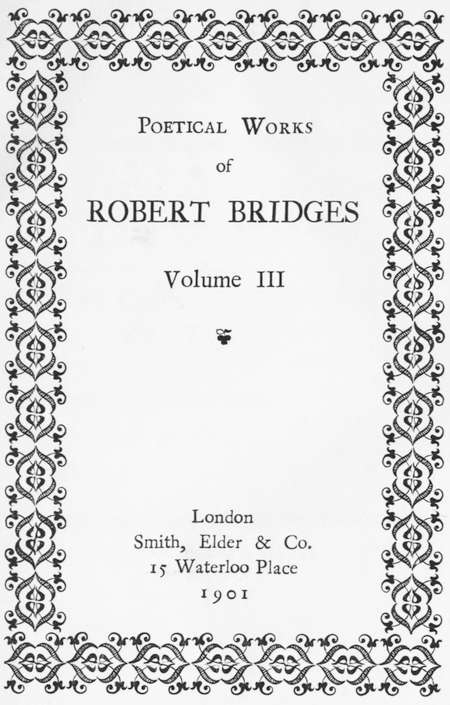 POETICAL WORKS
of
ROBERT BRIDGES
Volume III
London
Smith, Elder & Co.
15 Waterloo Place
1901